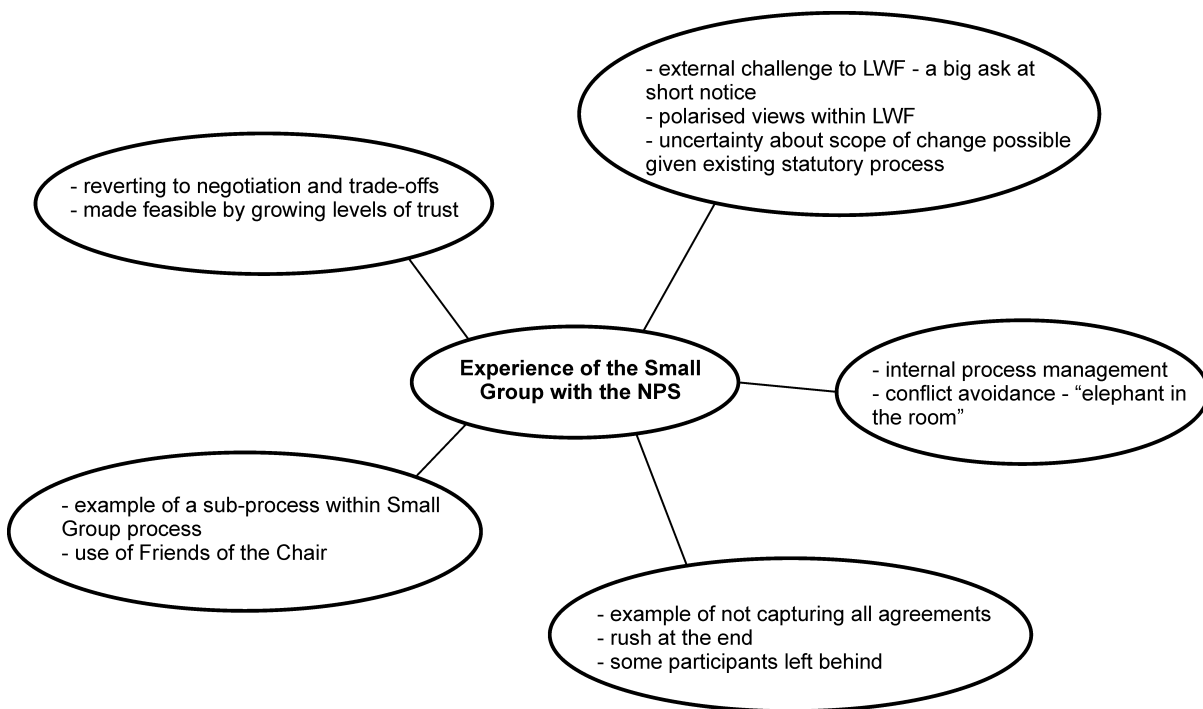 - external challenge to LWF - a big ask at
short notice
- polarised views within LWF
- uncertainty about scope of change possible
given existing statutory process
- reverting to negotiation and trade-offs
- made feasible by growing levels of trust
Experience of the Small
Group with the NPS
- internal process management
- conflict avoidance - “elephant in
the room”
- example of a sub-process within Small
Group process
- use of Friends of the Chair
- example of not capturing all agreements
- rush at the end
- some participants left behind